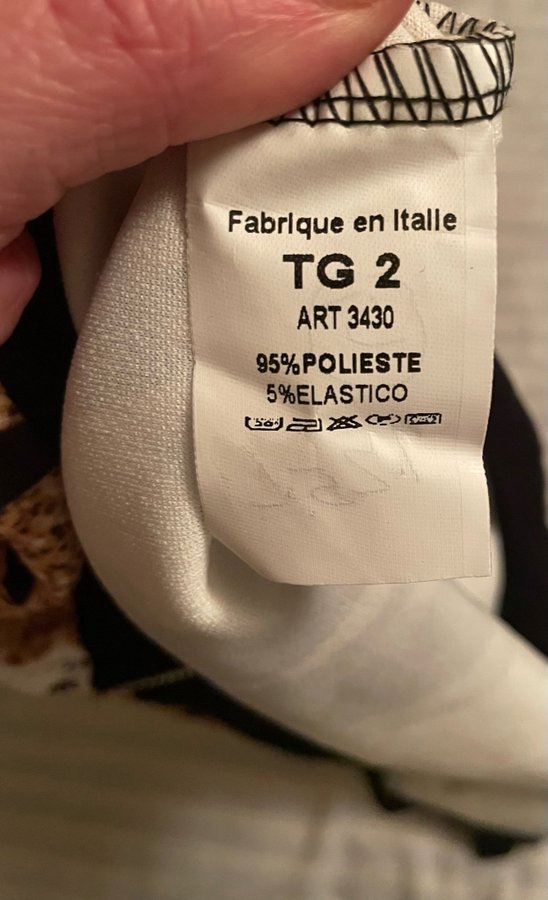 Fabrique en Italie
TG 2
ART 3430
95%POLIESTE
5%ELASTICO